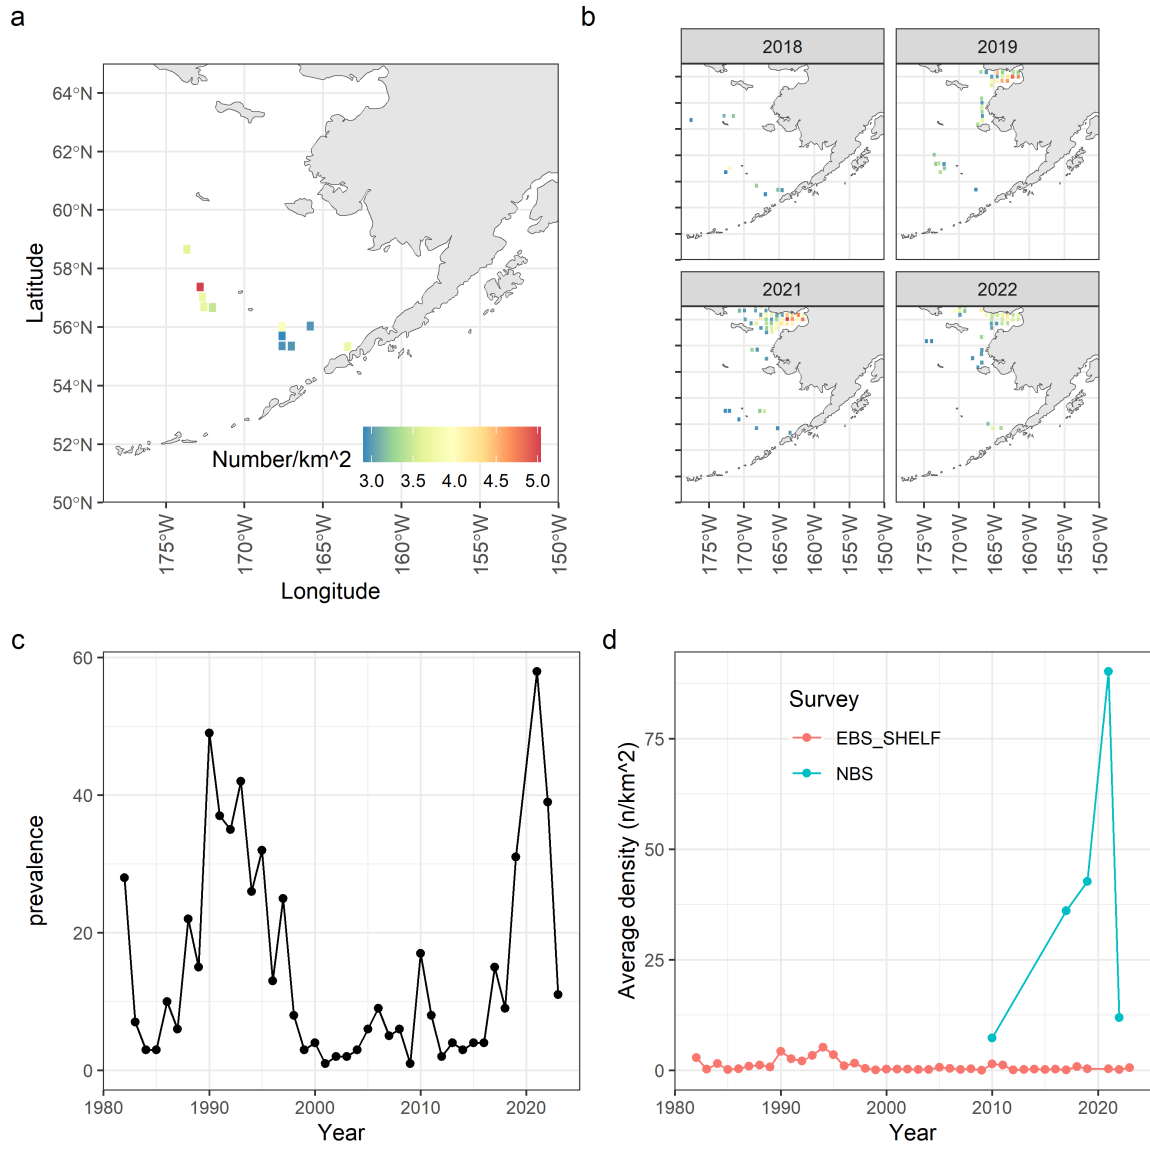 a
64°N
62°N
60°N
58°N
56°N
54°N
52°N
50°N
Latitude
Number/km^2
3.0 3.5 4.0 4.5 5.0
175°W 170°W 165°W 160°W 155°W 150°W
Longitude
b
2018 2019
2021 2022
175°W 170°W 165°W 160°W 155°W 150°W 175°W 170°W 165°W 160°W 155°W 150°W
c
60
40
20
0
prevalence
1980 1990 2000 2010 2020
Year
d
75
50
25
0
Average density (n/km^2)
Survey
EBS_SHELF
NBS
1980 1990 2000 2010 2020
Year